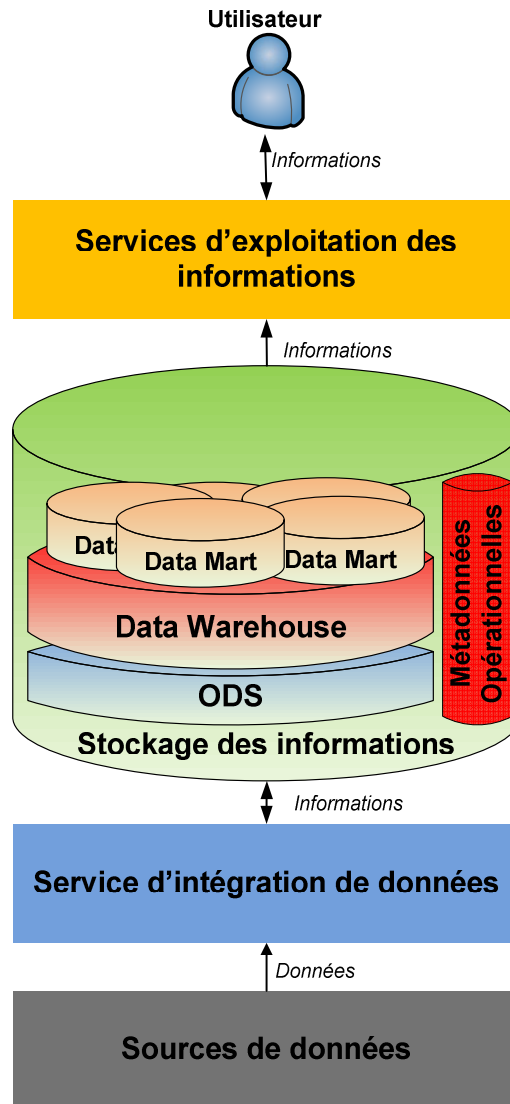 Utilisateur
Informations
Services d'exploitation des
informations
Informations
Data
Data Mart
Data Mart
Data Warehouse
ODS
Métadonnées
Opérationnelles
Stockage des informations
Informations
Service d'intégration de données
Données
Sources de données